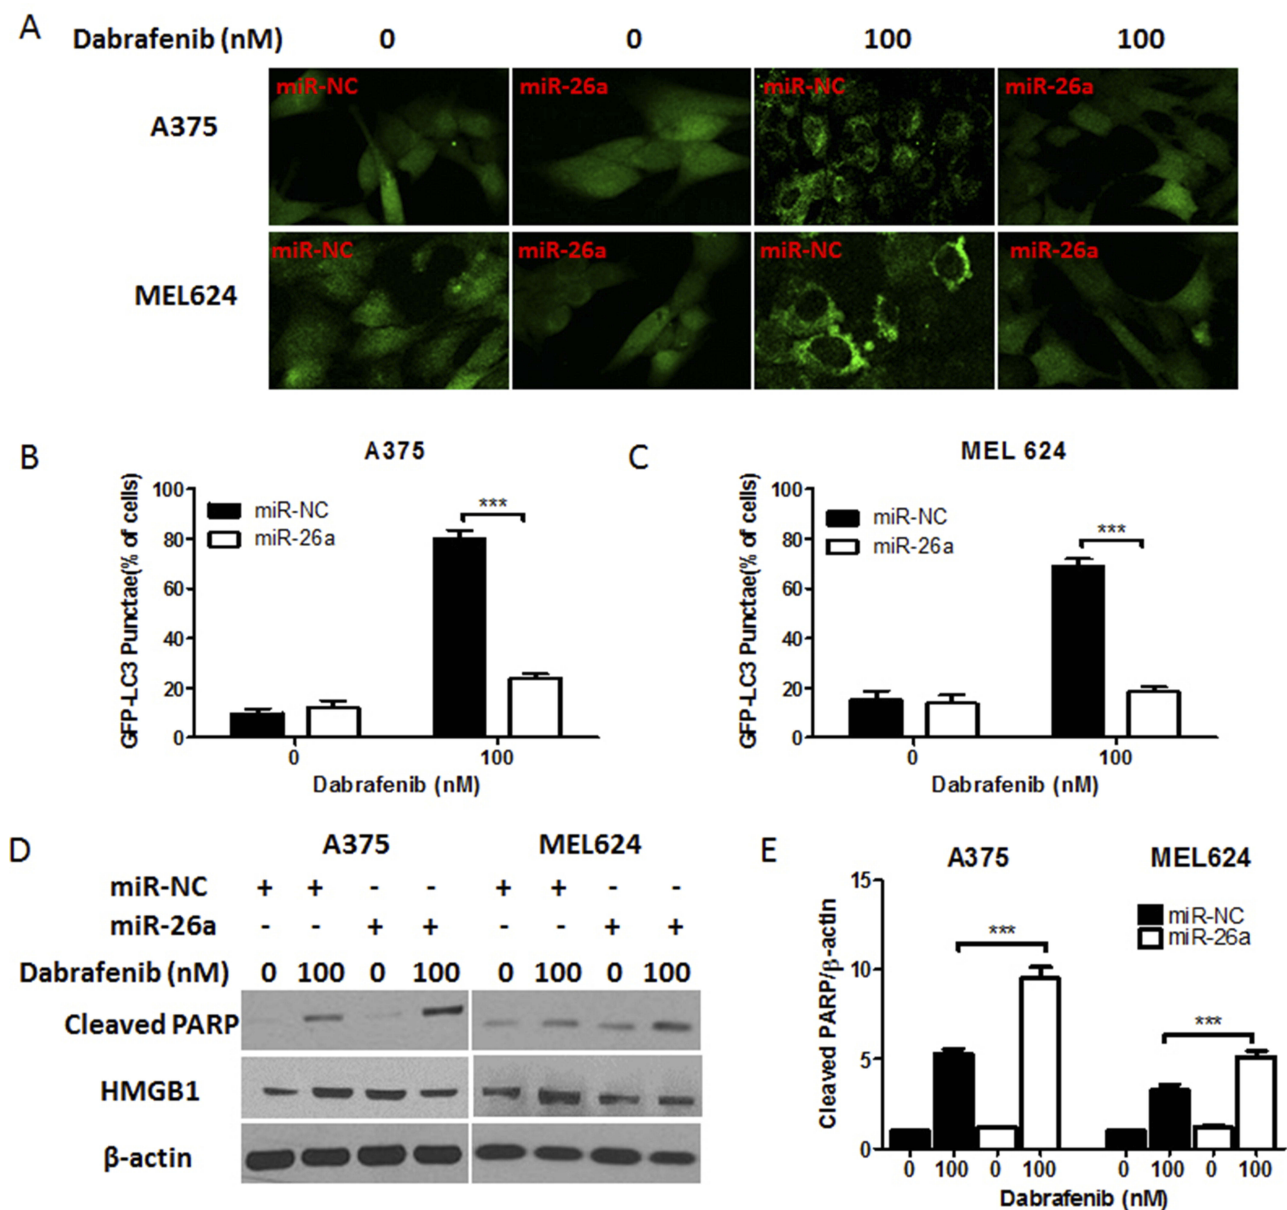 A
Dabrafenib (nM) 0 0 100 100
miR-NC miR-26a miR-NC miR-26a
A375
miR-NC miR-26a miR-NC miR-26a
MEL624
B
A375
GFP-LC3 Punctae(% of cells)
100
80
60
40
20
0
miR-NC
miR-26a
***
0 100
Dabrafenib (nM)
C
MEL 624
GFP-LC3 Punctae(% of cells)
100
80
60
40
20
0
miR-NC
miR-26a
***
0 100
Dabrafenib (nM)
D
A375 MEL624
miR-NC + + - - + + - -
miR-26a - - + + - - + +
Dabrafenib (nM) 0 100 0 100 0 100 0 100
Cleaved PARP
HMGB1
β-actin
E
A375 MEL624
Cleaved PARP/β-actin
15
10
5
0
miR-NC
miR-26a
***
***
0 100 0 100 0 100 0 100
Dabrafenib (nM)